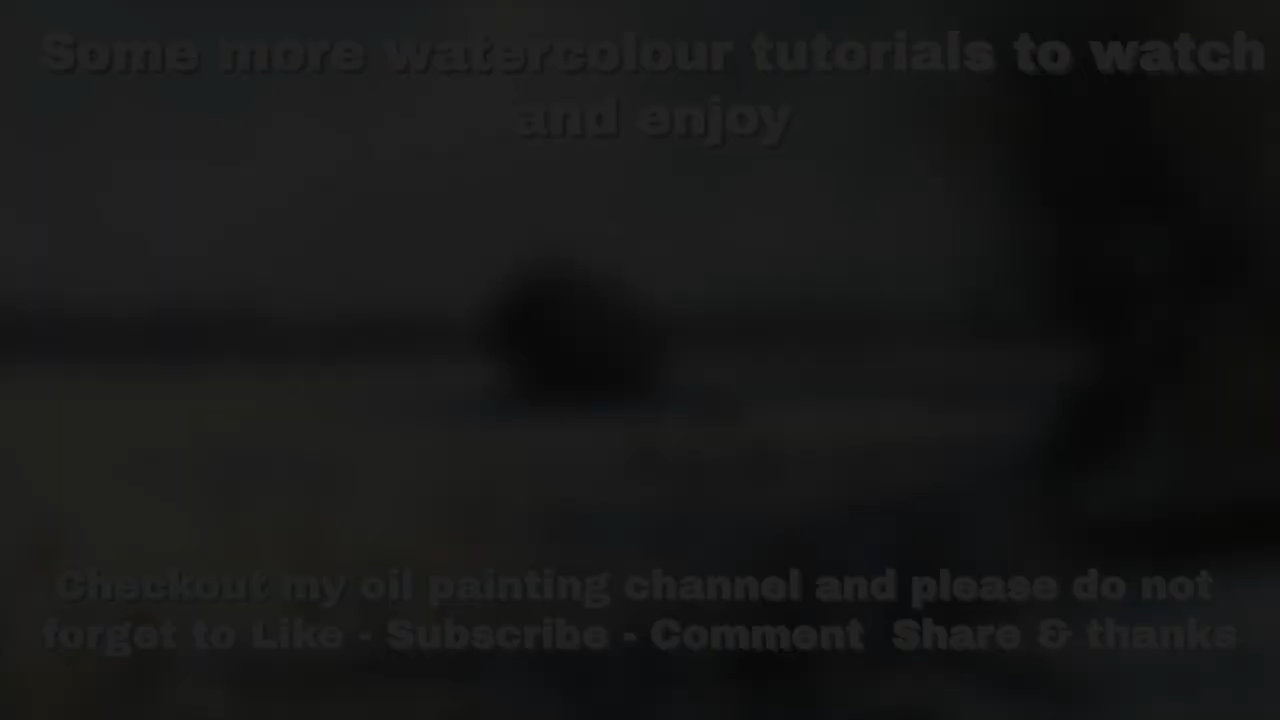 Some more watercolour tutorials to watch
and enjoy
Checkout my oil painting channel and please do not
forget to Like - Subscribe - Comment Share & thanks